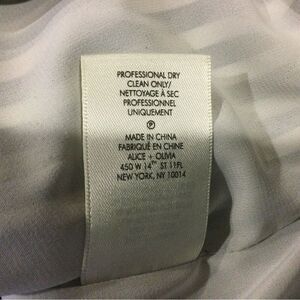 PROFESSIONAL DRY
CLEAN ONLY/
NETTOYAGE À SEC
PROFESSIONNEL
UNIQUEMENT
P
MADE IN CHINA
FABRIQUÉ EN CHINE
ALICE + OLIVIA
450 W 14TH ST 11FL
NEW YORK, NY 10014